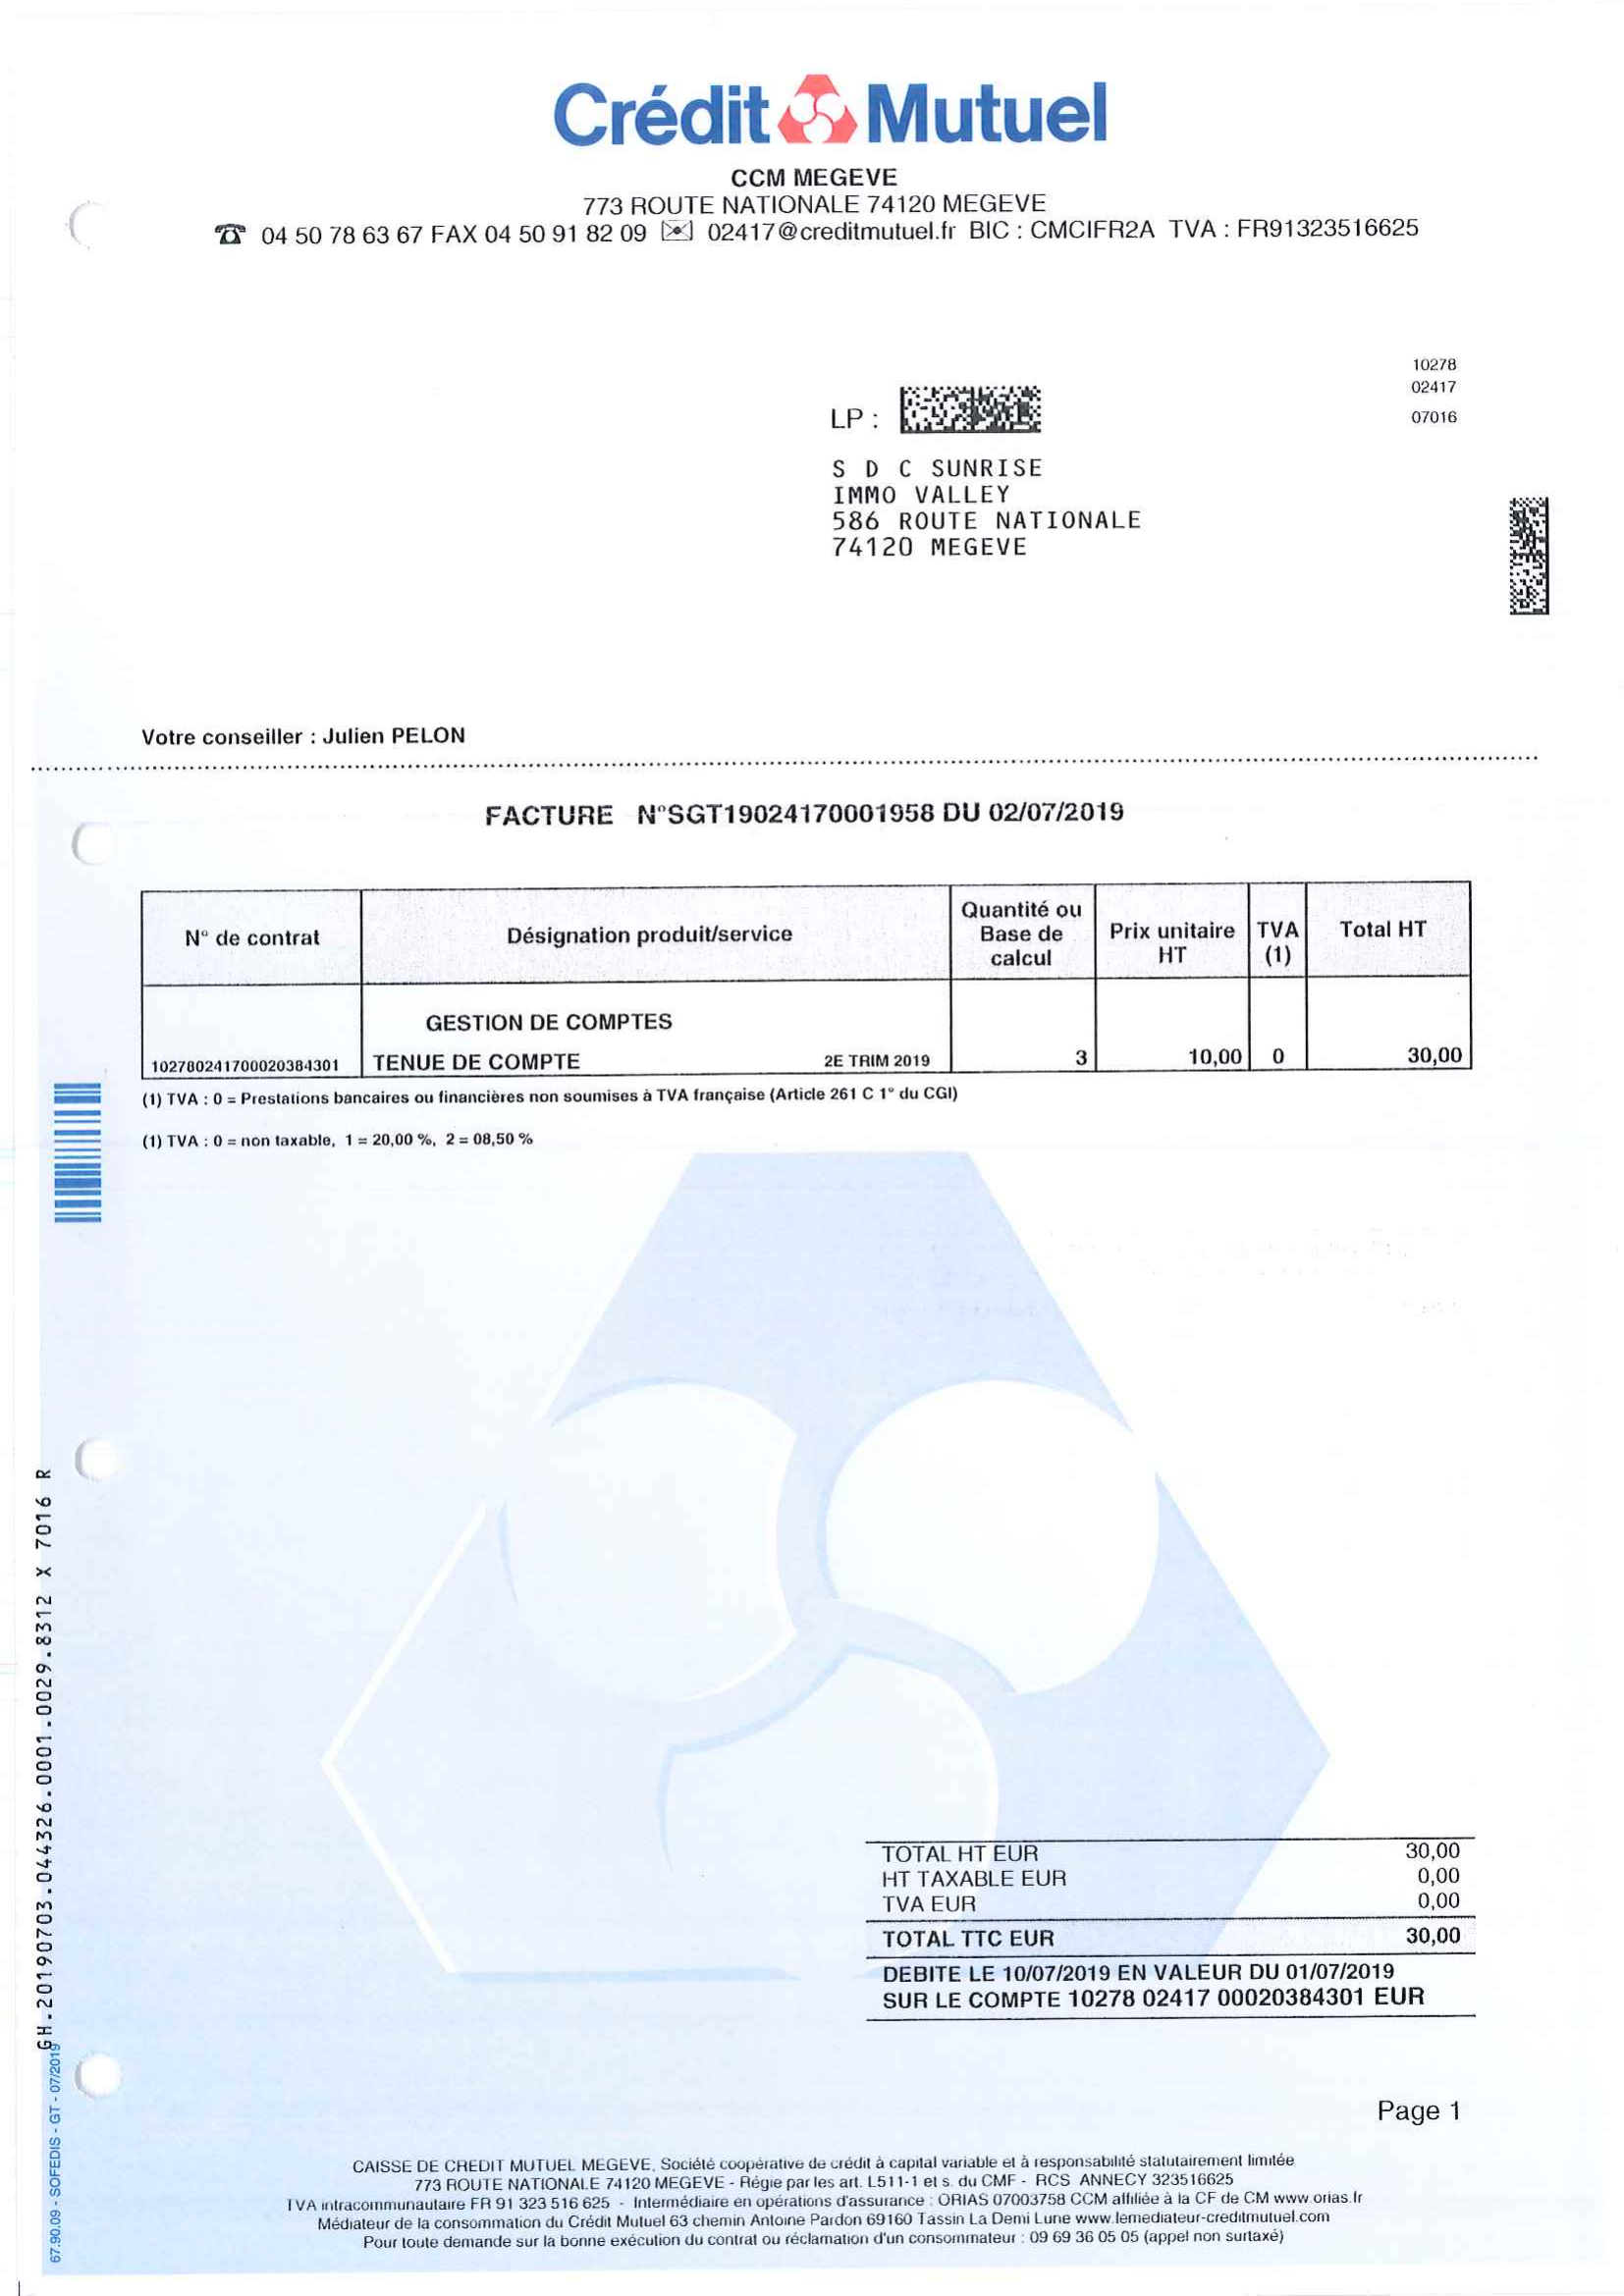 Crédit Mutuel
CCM MEGEVE
773 ROUTE NATIONALE 74120 MEGEVE
☎ 04 50 78 63 67 FAX 04 50 91 82 09 ✉ 02417@creditmutuel.fr BIC : CMCIFR2A TVA : FR91323516625
10278
02417
07016
LP :
S D C SUNRISE
IMMO VALLEY
586 ROUTE NATIONALE
74120 MEGEVE
Votre conseiller : Julien PELON
FACTURE N°SGT19024170001958 DU 02/07/2019
N° de contrat Désignation produit/service Quantité ou Base de calcul Prix unitaire HT TVA (1) Total HT
GESTION DE COMPTES
102780241700020384301 TENUE DE COMPTE 2E TRIM 2019 3 10,00 0 30,00
(1) TVA : 0 = Prestations bancaires ou financières non soumises à TVA française (Article 261 C 1° du CGI)
(1) TVA : 0 = non taxable, 1 = 20,00 %, 2 = 08,50 %
GH.20190703.044326.0001.0029.8312 X 7016 R
67.90.09 - SOFEDIS - GT - 07/2019
TOTAL HT EUR 30,00
HT TAXABLE EUR 0,00
TVA EUR 0,00
TOTAL TTC EUR 30,00
DEBITE LE 10/07/2019 EN VALEUR DU 01/07/2019
SUR LE COMPTE 10278 02417 00020384301 EUR
Page 1
CAISSE DE CREDIT MUTUEL MEGEVE, Société coopérative de crédit à capital variable et à responsabilité statutairement limitée
773 ROUTE NATIONALE 74120 MEGEVE - Régie par les art. L511-1 et s. du CMF - RCS ANNECY 323516625
TVA intracommunautaire FR 91 323 516 625 - Intermédiaire en opérations d'assurance : ORIAS 07003758 CCM affiliée à la CF de CM www.orias.fr
Médiateur de la consommation du Crédit Mutuel 63 chemin Antoine Pardon 69160 Tassin La Demi Lune www.lemediateur-creditmutuel.com
Pour toute demande sur la bonne exécution du contrat ou réclamation d'un consommateur : 09 69 36 05 05 (appel non surtaxé)